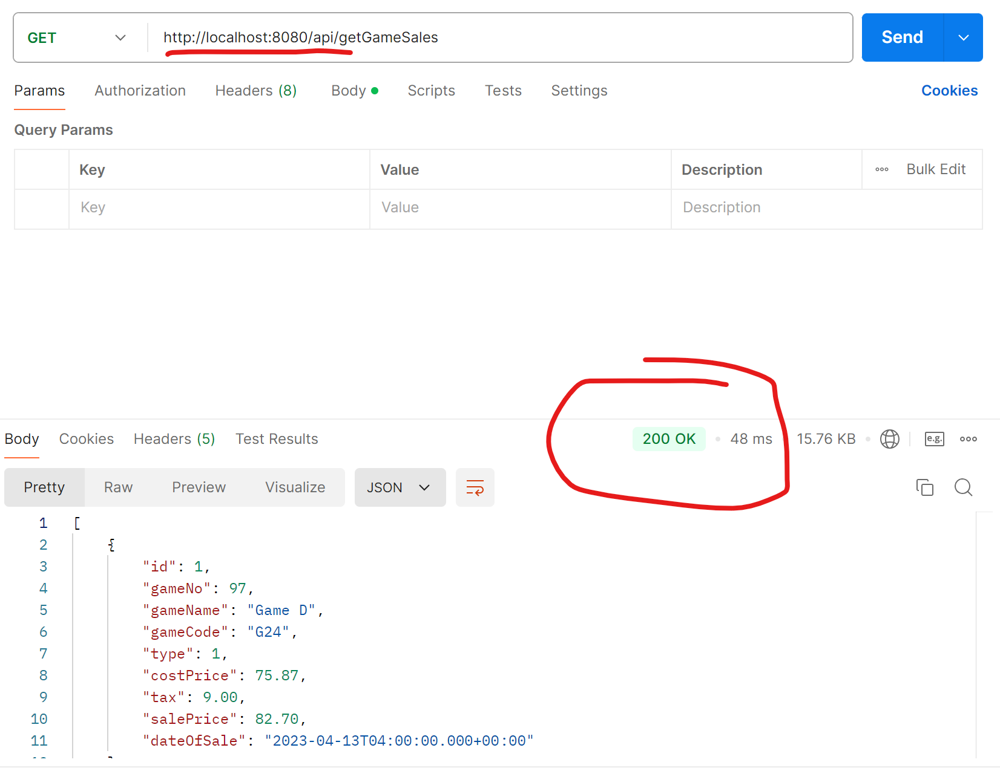 GET http://localhost:8080/api/getGameSales Send
Params Authorization Headers (8) Body Scripts Tests Settings Cookies
Query Params
Key Value Description Bulk Edit
Key Value Description
Body Cookies Headers (5) Test Results 200 OK 48 ms 15.76 KB e.g.
Pretty Raw Preview Visualize JSON
1 [
2 {
3 "id": 1,
4 "gameNo": 97,
5 "gameName": "Game D",
6 "gameCode": "G24",
7 "type": 1,
8 "costPrice": 75.87,
9 "tax": 9.00,
10 "salePrice": 82.70,
11 "dateOfSale": "2023-04-13T04:00:00.000+00:00"